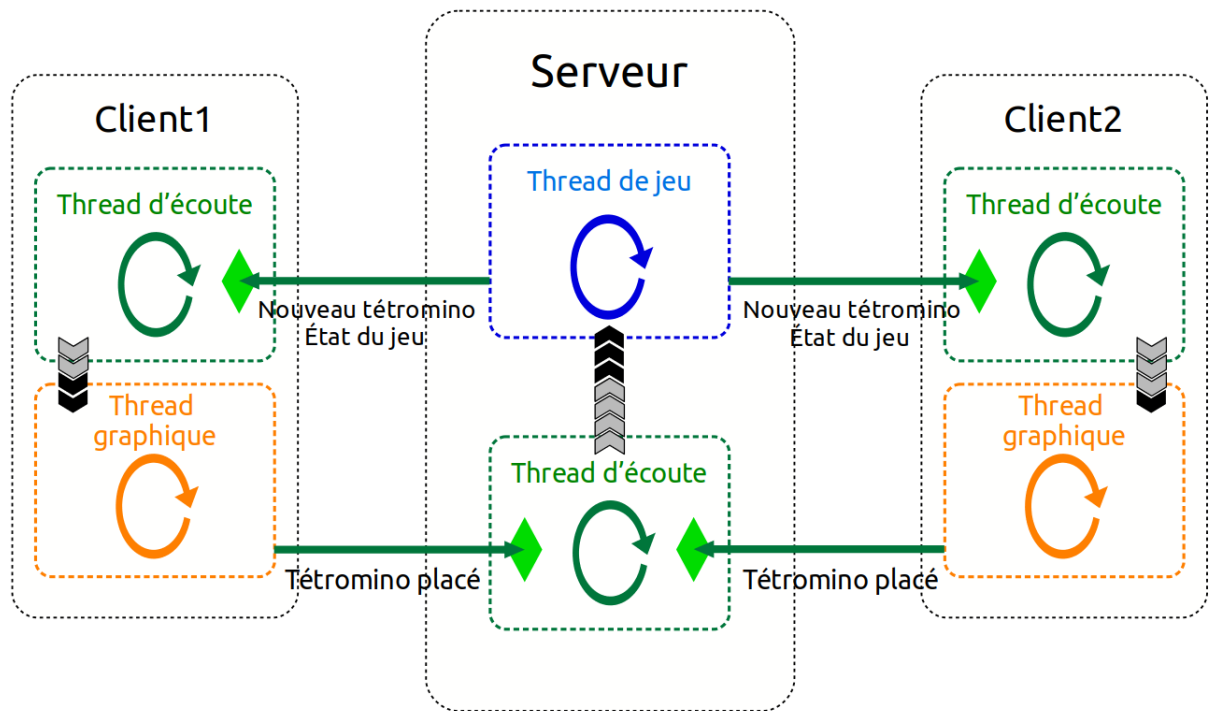 Serveur
Client1
Client2
Thread d'écoute
Thread de jeu
Thread d'écoute
Nouveau tétromino
État du jeu
Nouveau tétromino
État du jeu
Thread
graphique
Thread d'écoute
Thread
graphique
Tétromino placé
Tétromino placé